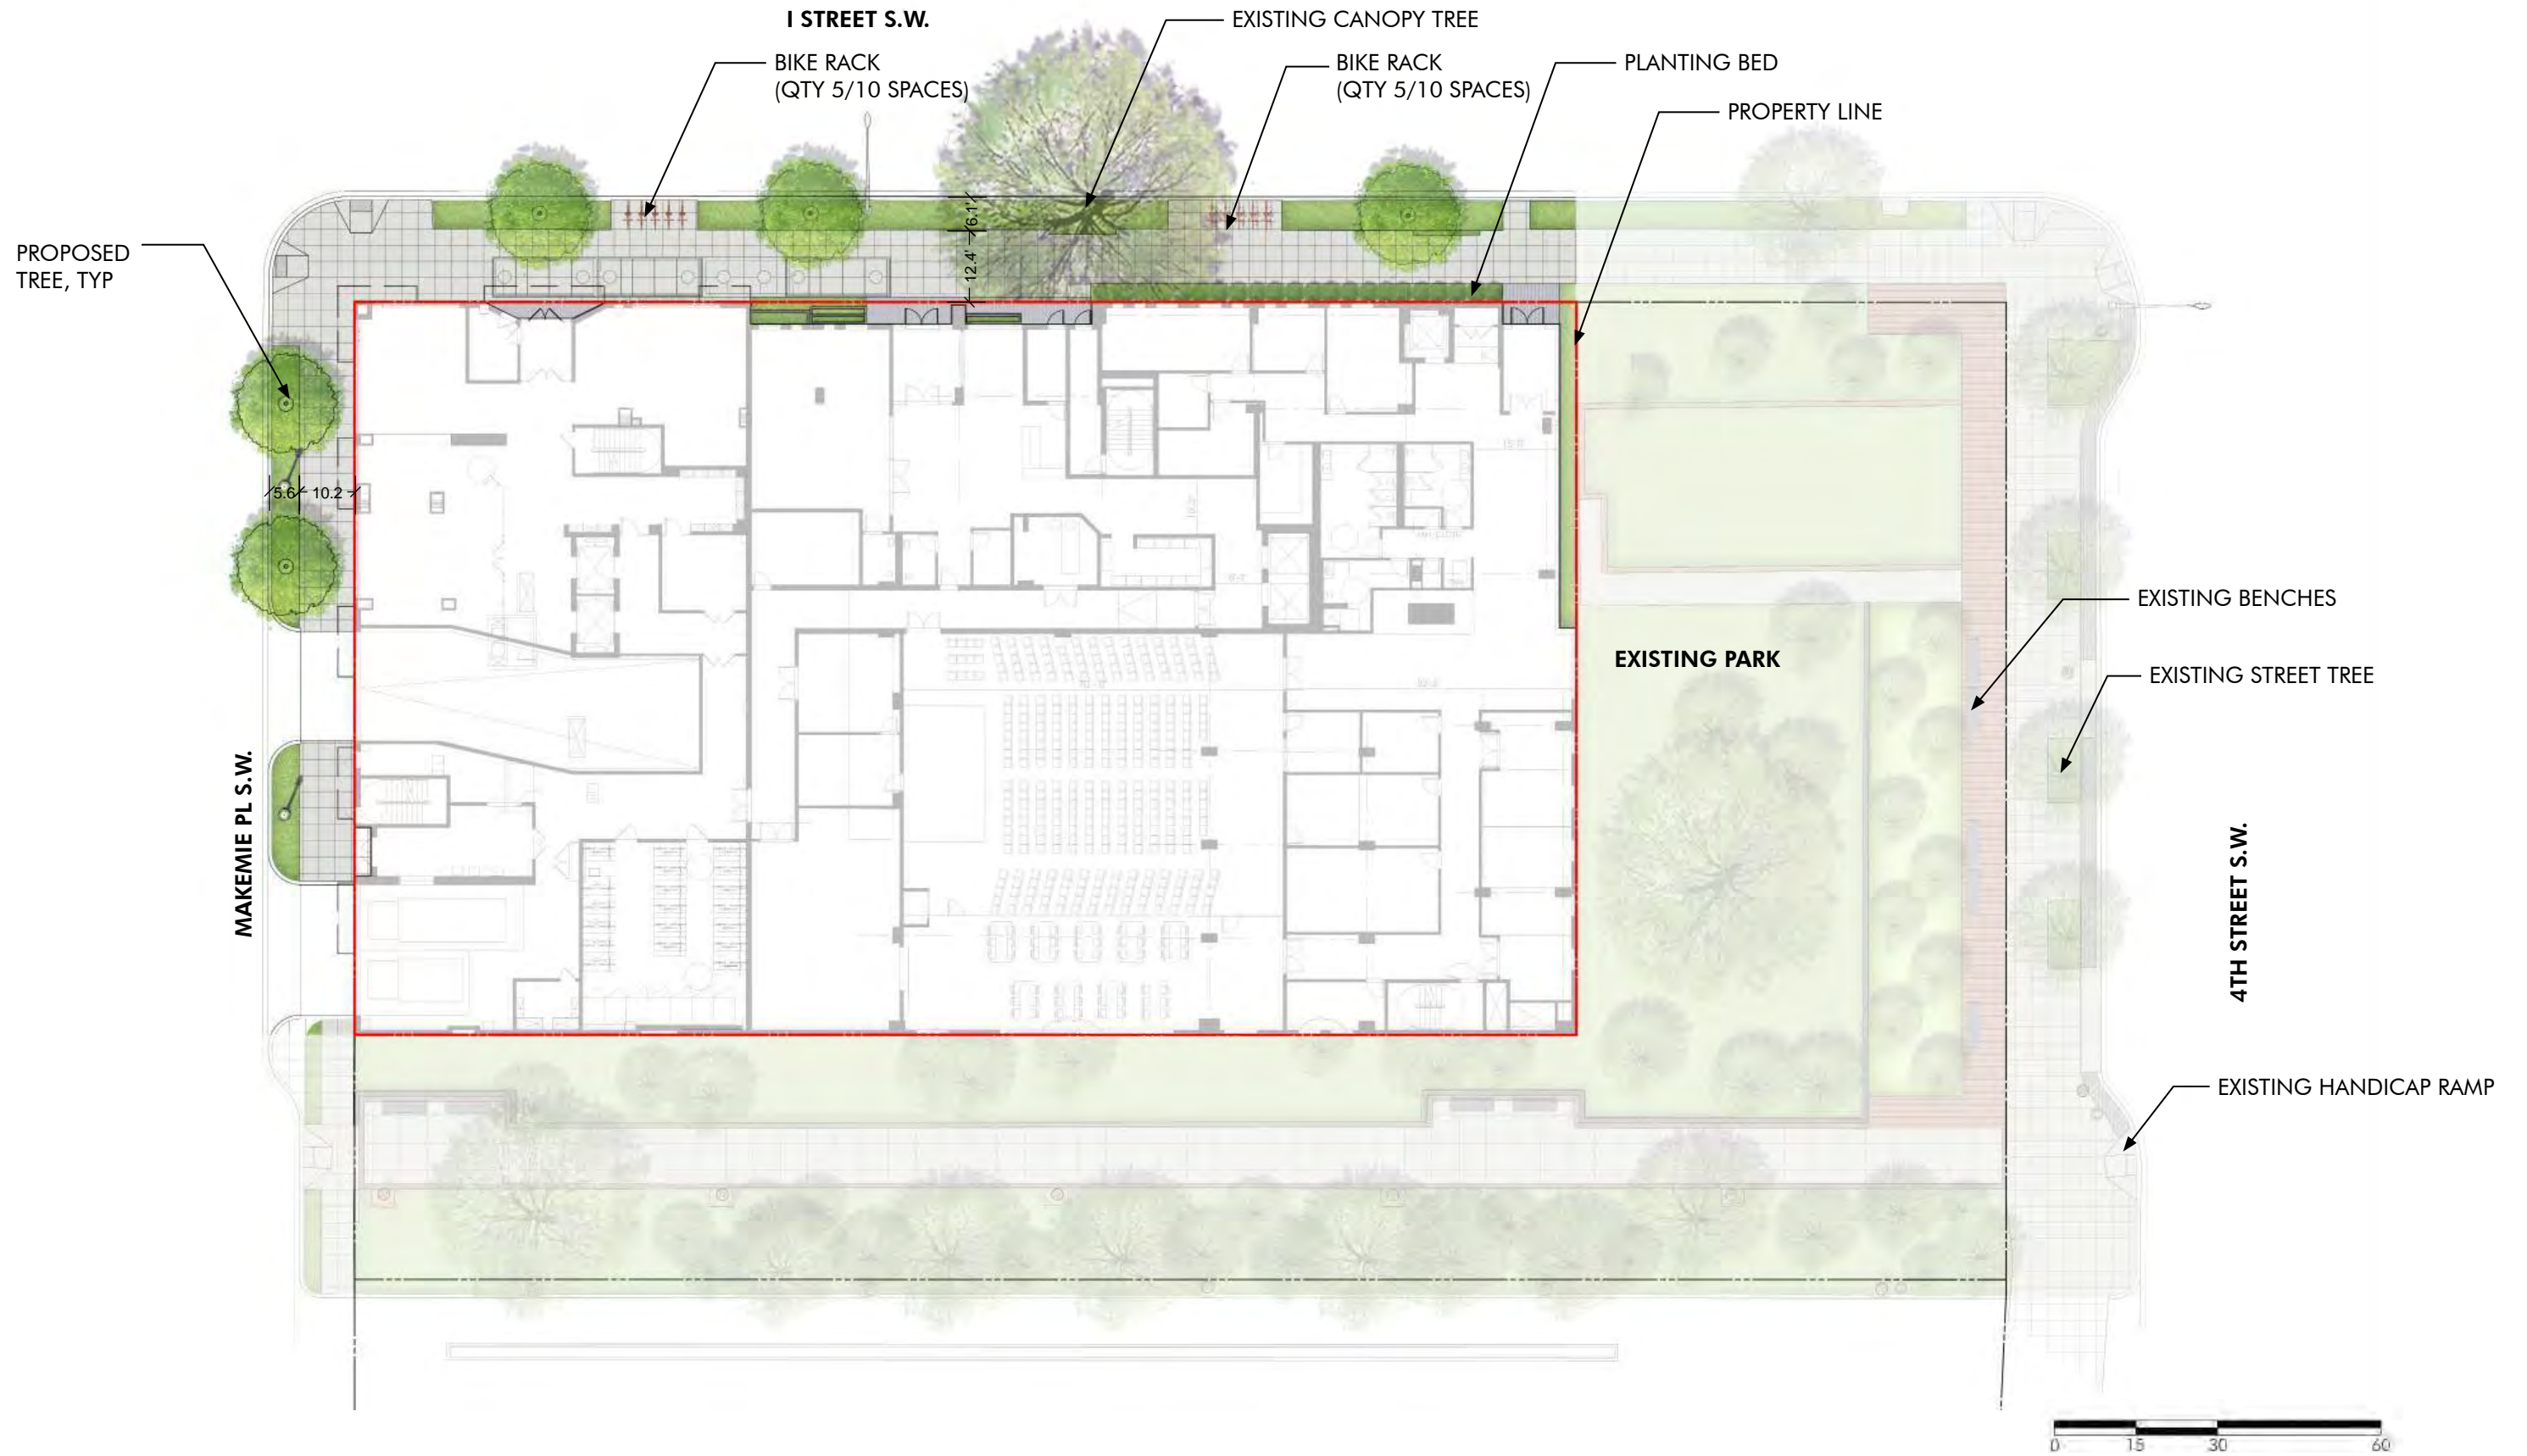 I STREET S.W.
EXISTING CANOPY TREE
BIKE RACK
(QTY 5/10 SPACES)
BIKE RACK
(QTY 5/10 SPACES)
PLANTING BED
PROPERTY LINE
PROPOSED
TREE, TYP
6.1'
12.4'
5.6
10.2
EXISTING BENCHES
EXISTING PARK
EXISTING STREET TREE
MAKEMIE PL S.W.
4TH STREET S.W.
EXISTING HANDICAP RAMP
0 15 30 60